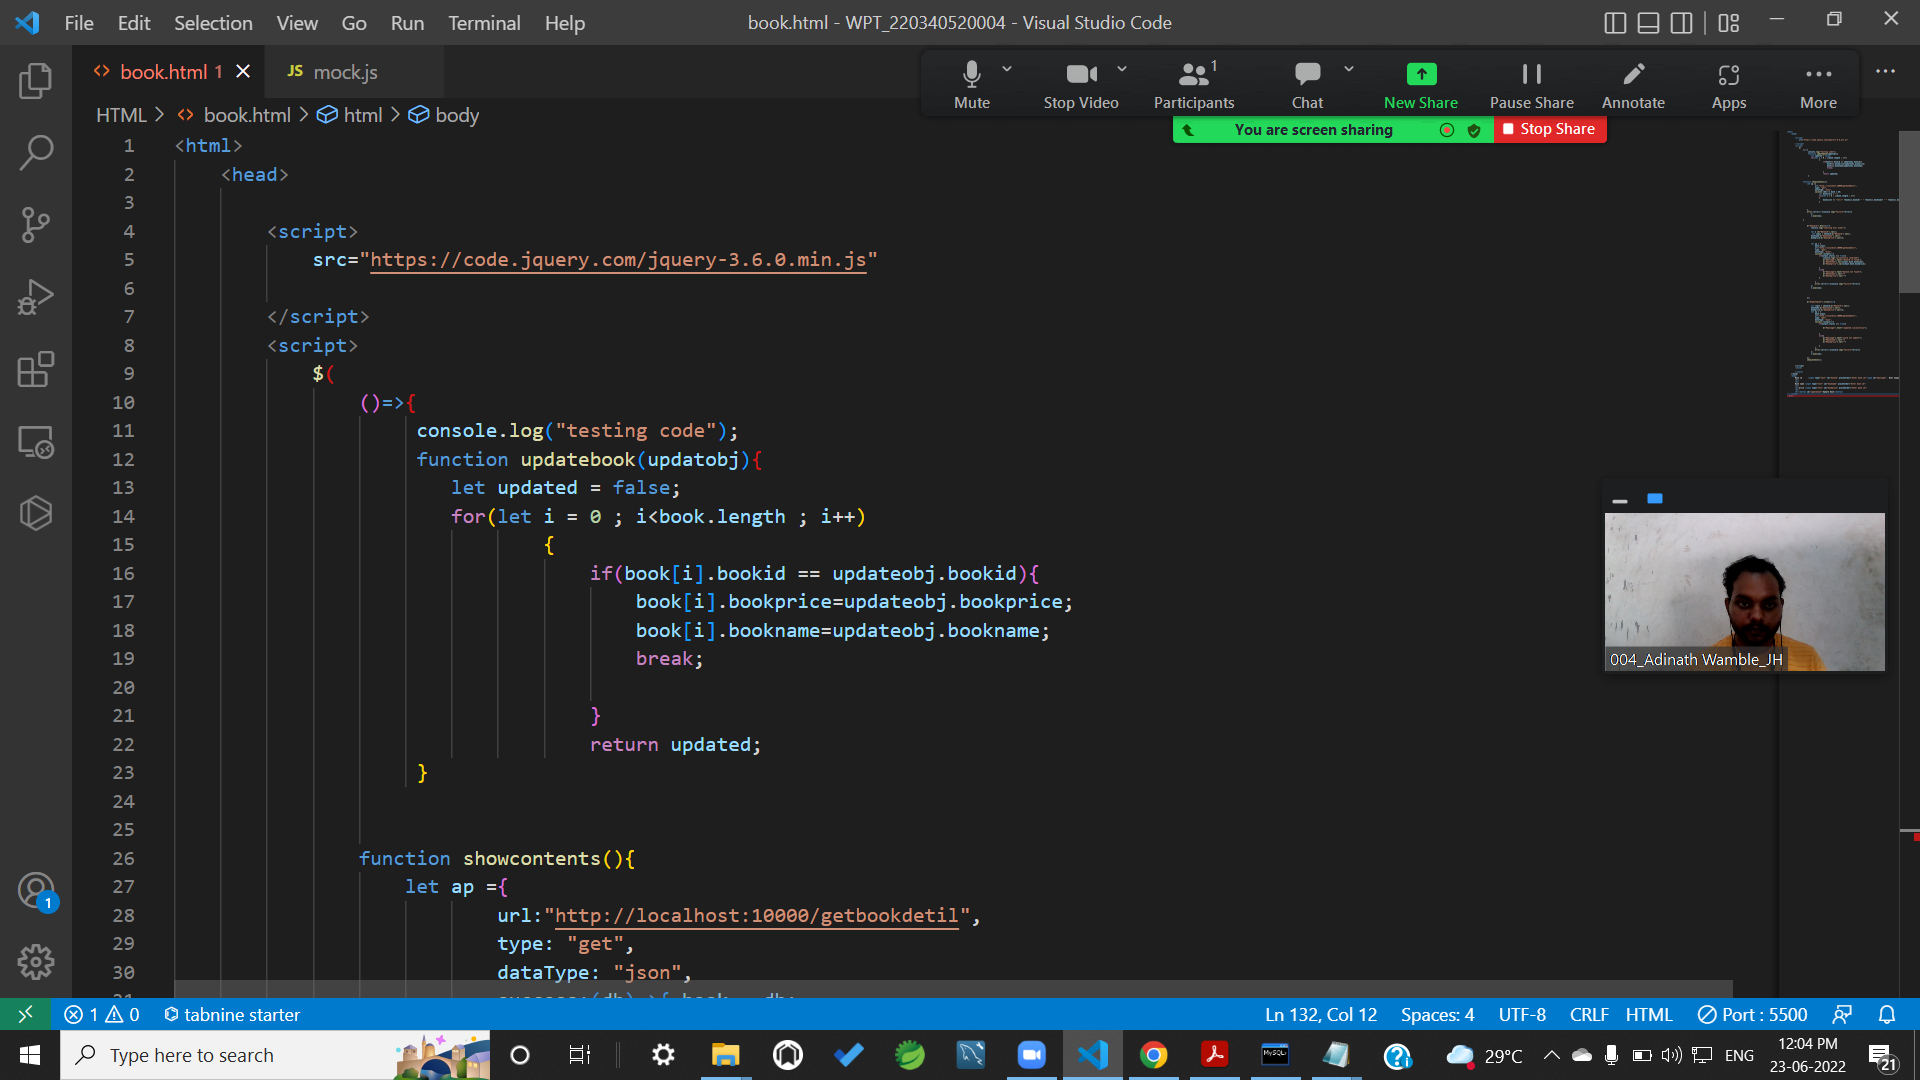 File Edit Selection View Go Run Terminal Help
book.html - WPT_220340520004 - Visual Studio Code
book.html 1
JS mock.js
Mute
Stop Video
1
Participants
Chat
New Share
Pause Share
Annotate
Apps
More
You are screen sharing
Stop Share
HTML > book.html > html > body
1 <html>
2 <head>
3
4 <script>
5 src="https://code.jquery.com/jquery-3.6.0.min.js"
6
7 </script>
8 <script>
9 $(
10 ()=>{
11 console.log("testing code");
12 function updatebook(updatobj){
13 let updated = false;
14 for(let i = 0 ; i<book.length ; i++)
15 {
16 if(book[i].bookid == updateobj.bookid){
17 book[i].bookprice=updateobj.bookprice;
18 book[i].bookname=updateobj.bookname;
19 break;
20
21 }
22 return updated;
23 }
24
25
26 function showcontents(){
27 let ap ={
28 url:"http://localhost:10000/getbookdetil",
29 type: "get",
30 dataType: "json",
004_Adinath Wamble_JH
1
1 0 tabnine starter
Ln 132, Col 12 Spaces: 4 UTF-8 CRLF HTML Port : 5500
Type here to search
MySQL
29°C
ENG
12:04 PM
23-06-2022
21